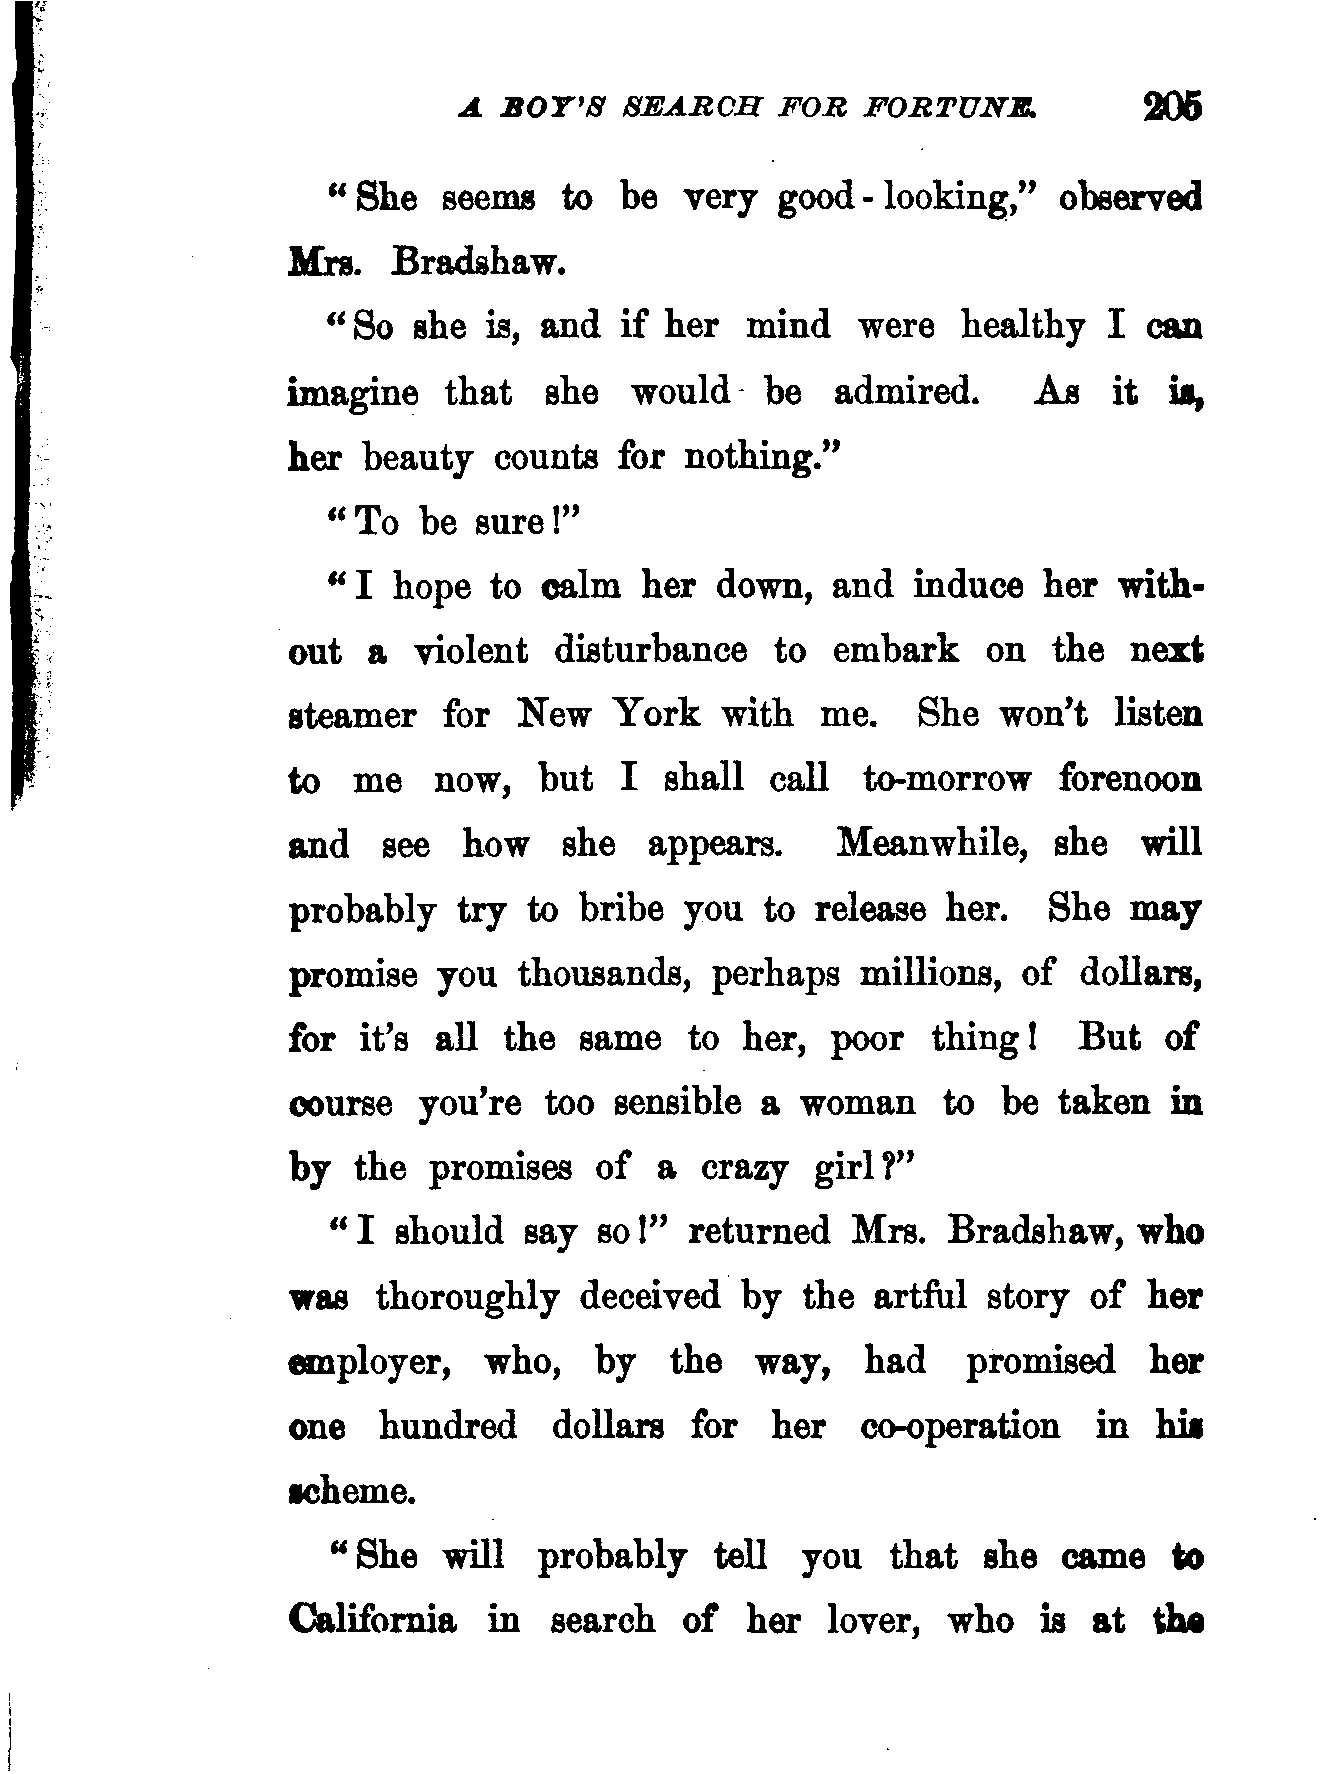 A BOY'S SEARCH FOR FORTUNE. 205
"She seems to be very good-looking," observed
Mrs. Bradshaw.
"So she is, and if her mind were healthy I can
imagine that she would be admired. As it is,
her beauty counts for nothing."
"To be sure!"
"I hope to calm her down, and induce her with-
out a violent disturbance to embark on the next
steamer for New York with me. She won't listen
to me now, but I shall call to-morrow forenoon
and see how she appears. Meanwhile, she will
probably try to bribe you to release her. She may
promise you thousands, perhaps millions, of dollars,
for it's all the same to her, poor thing! But of
course you're too sensible a woman to be taken in
by the promises of a crazy girl?"
"I should say so!" returned Mrs. Bradshaw, who
was thoroughly deceived by the artful story of her
employer, who, by the way, had promised her
one hundred dollars for her co-operation in his
scheme.
"She will probably tell you that she came to
California in search of her lover, who is at the